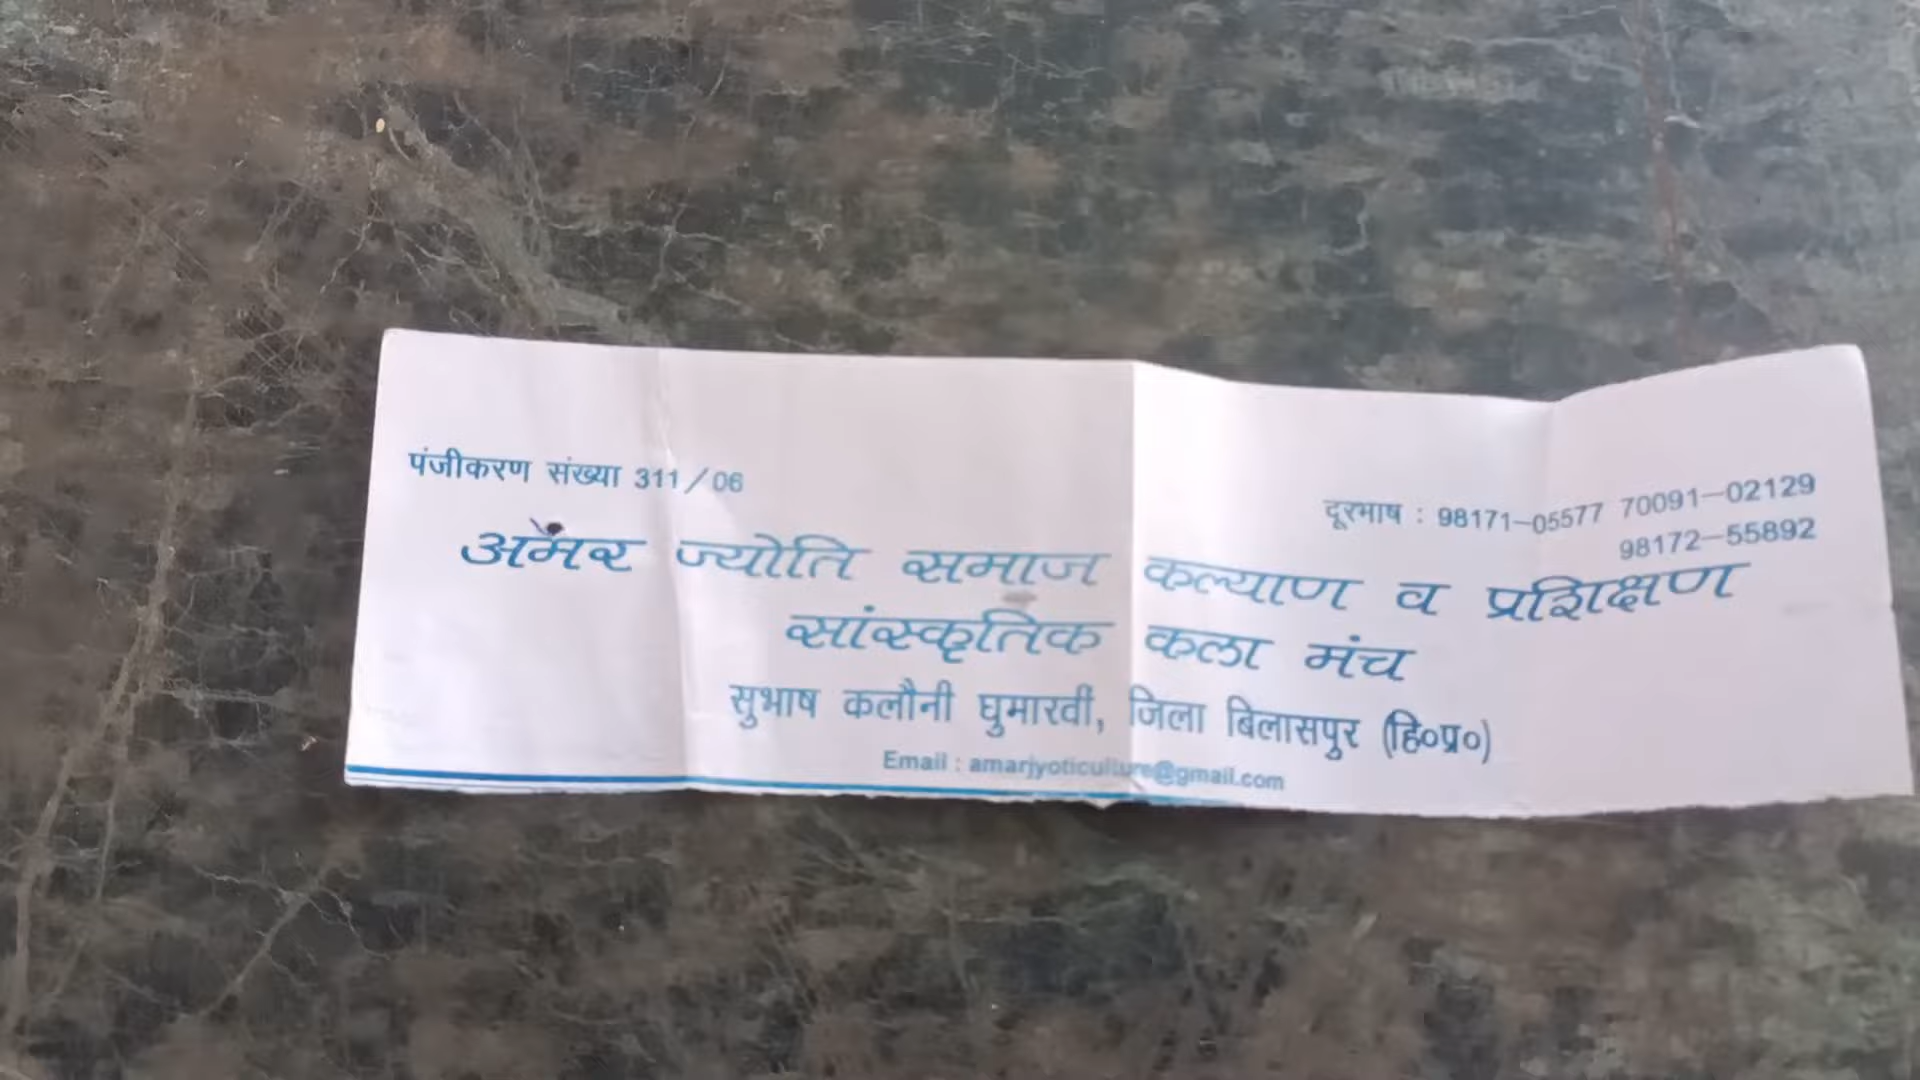 पंजीकरण संख्या 311/06
दूरभाष : 98171-05577 70091-02129
98172-55892
अमर ज्योति समाज कल्याण व प्रशिक्षण
सांस्कृतिक कला मंच
सुभाष कलौनी घुमारवीं, जिला बिलासपुर (हि०प्र०)
Email : amarjyoticulture@gmail.com